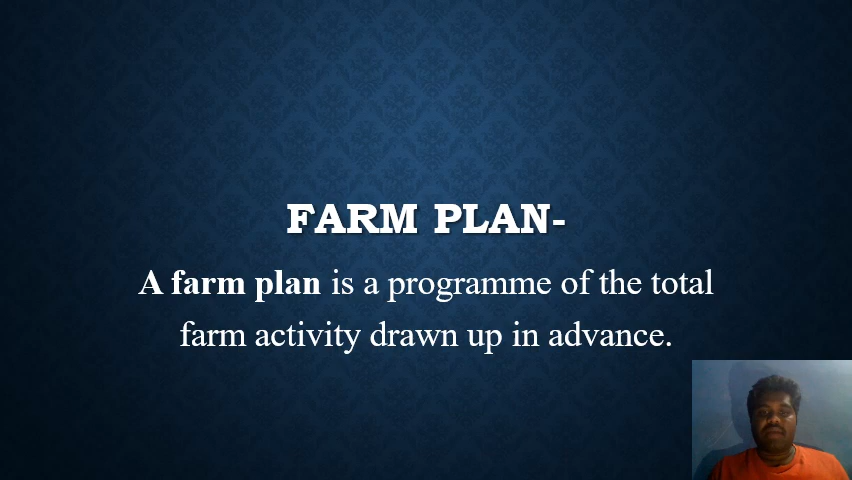 FARM PLAN-
A farm plan is a programme of the total
farm activity drawn up in advance.